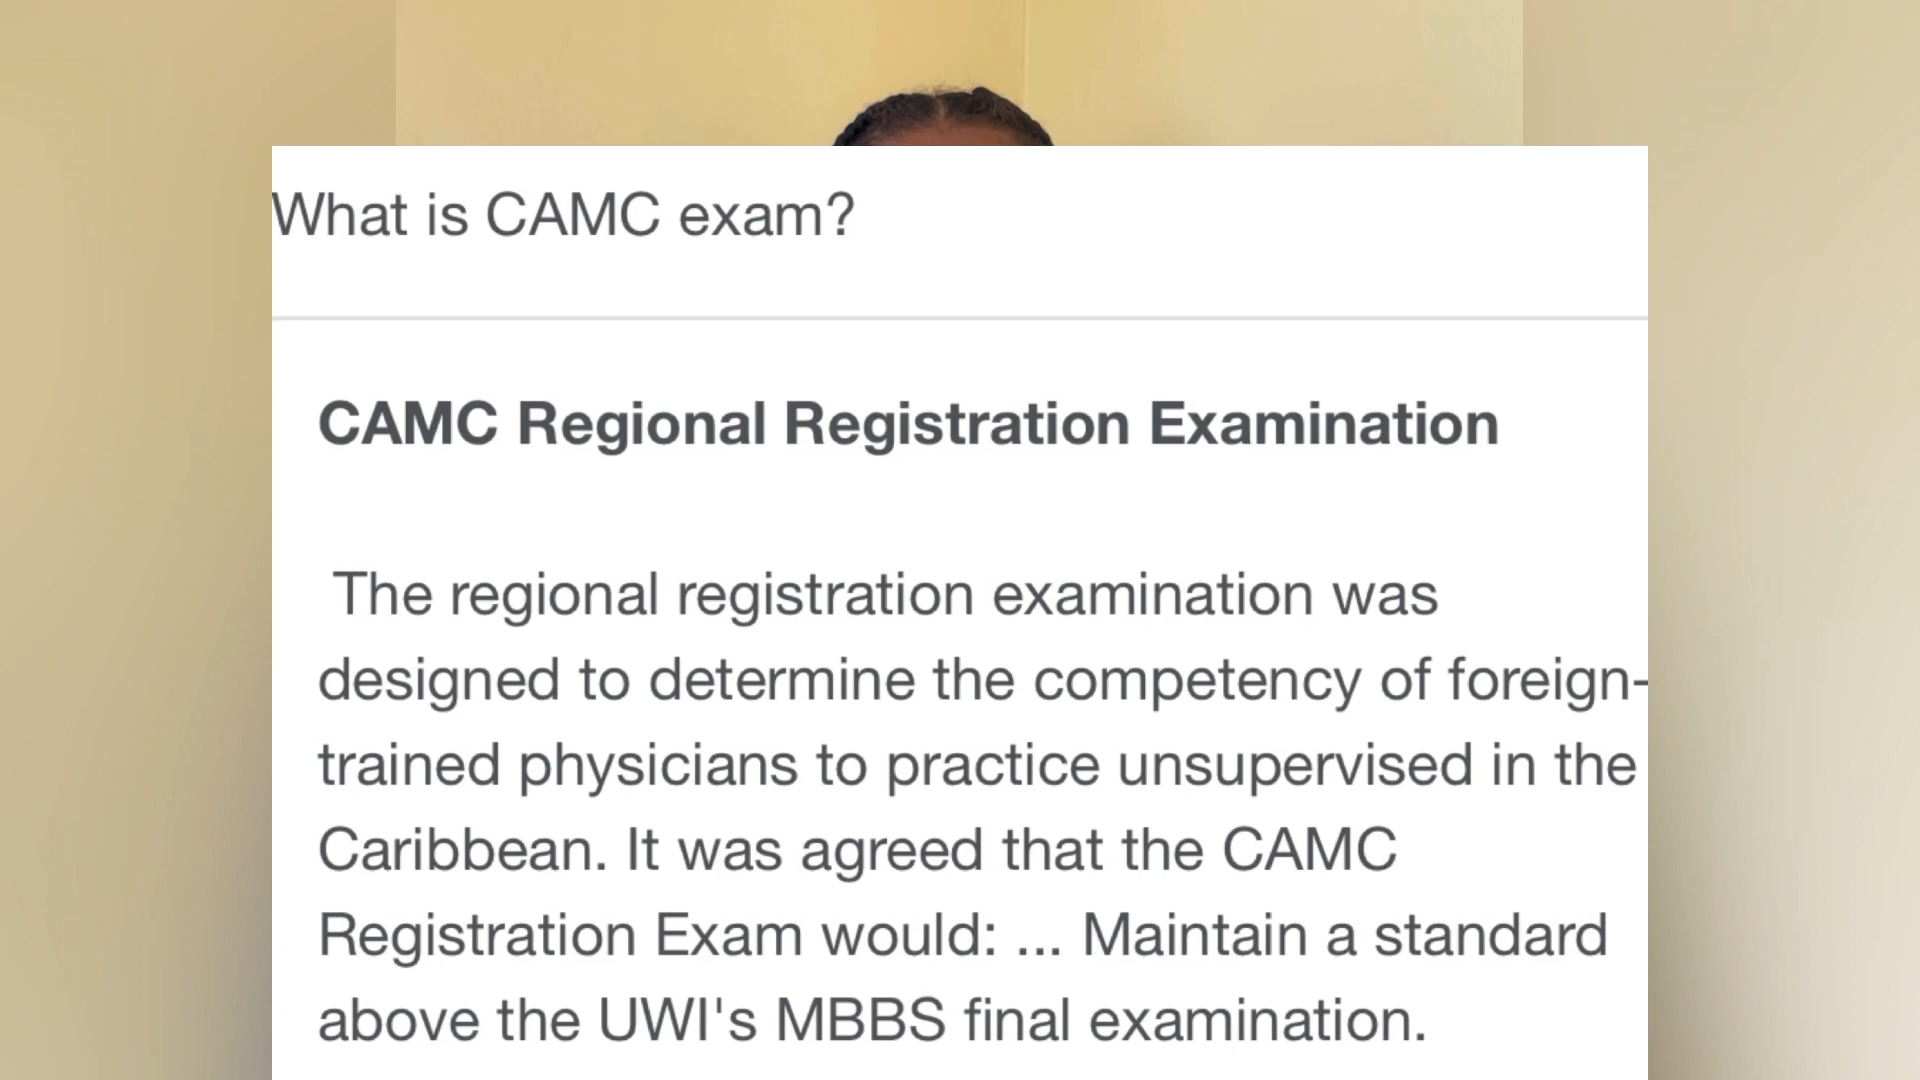 What is CAMC exam?
CAMC Regional Registration Examination
The regional registration examination was
designed to determine the competency of foreign-
trained physicians to practice unsupervised in the
Caribbean. It was agreed that the CAMC
Registration Exam would: ... Maintain a standard
above the UWI's MBBS final examination.